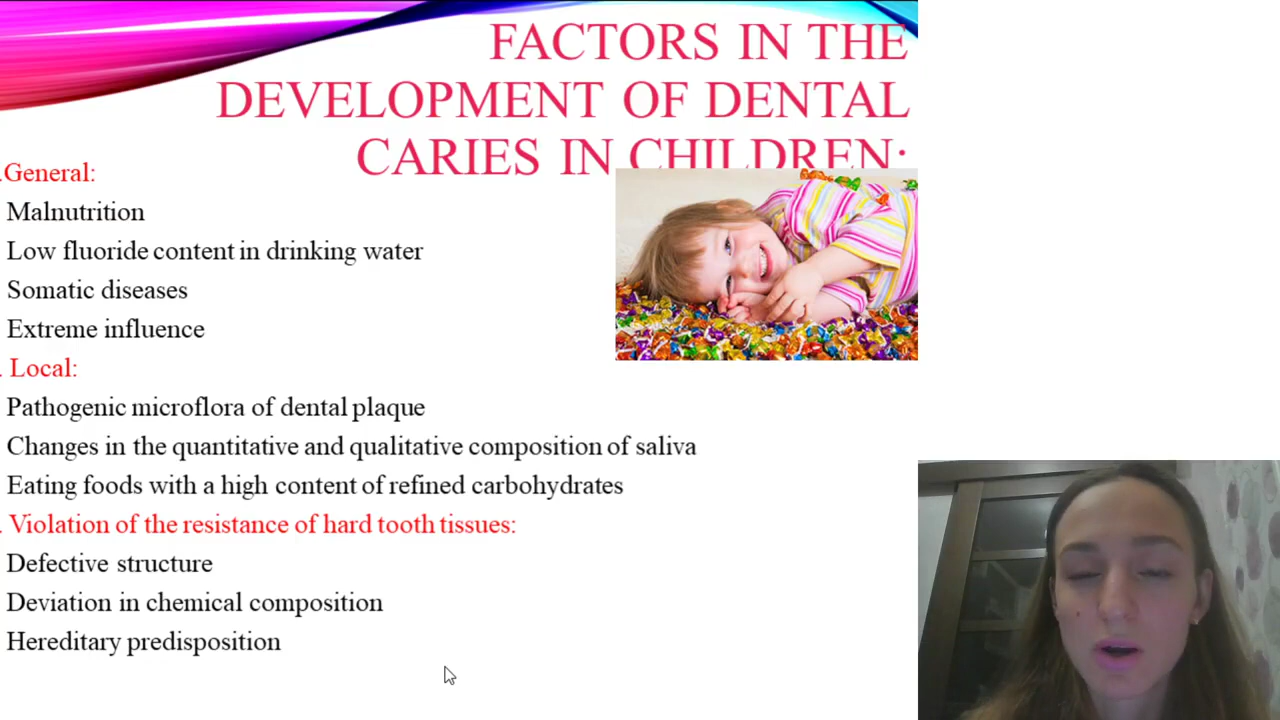 FACTORS IN THE
DEVELOPMENT OF DENTAL
CARIES IN CHILDREN:
.General:
Malnutrition
Low fluoride content in drinking water
Somatic diseases
Extreme influence
. Local:
Pathogenic microflora of dental plaque
Changes in the quantitative and qualitative composition of saliva
Eating foods with a high content of refined carbohydrates
. Violation of the resistance of hard tooth tissues:
Defective structure
Deviation in chemical composition
Hereditary predisposition